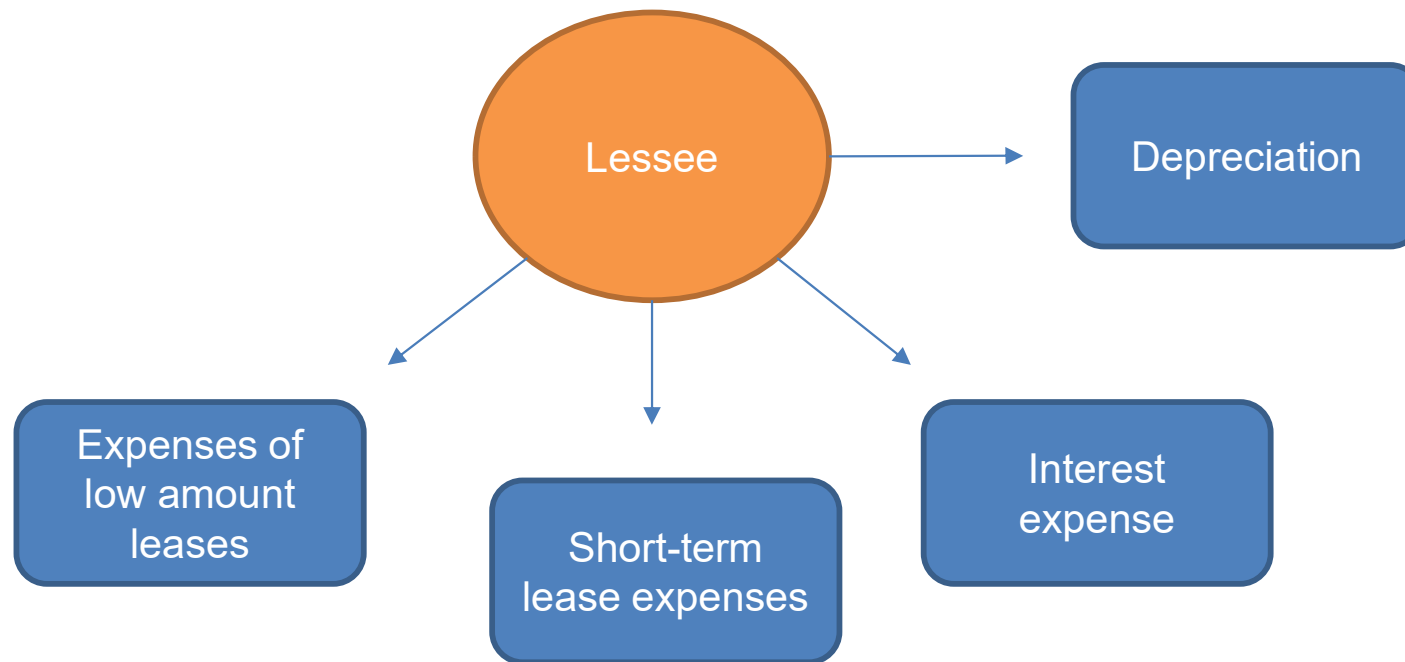 Lessee
Depreciation
Expenses of
low amount
leases
Short-term
lease expenses
Interest
expense